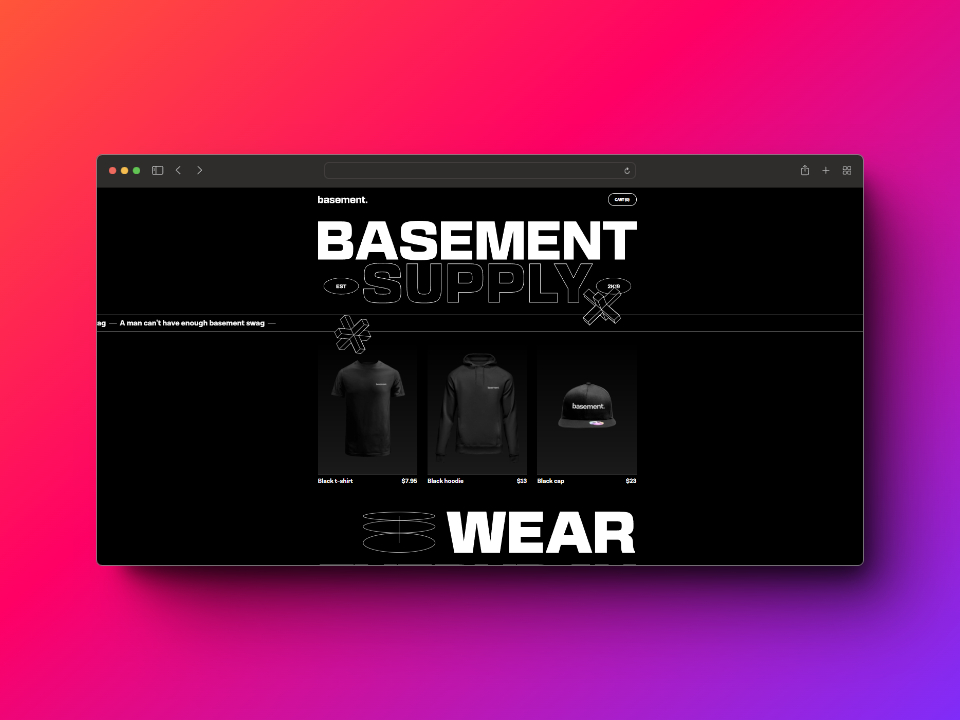 basement.
CART (0)
BASEMENT
SUPPLY
EST
2K19
ag — A man can't have enough basement swag —
basement.
Black t-shirt $7.95
Black hoodie $13
Black cap $23
WEAR